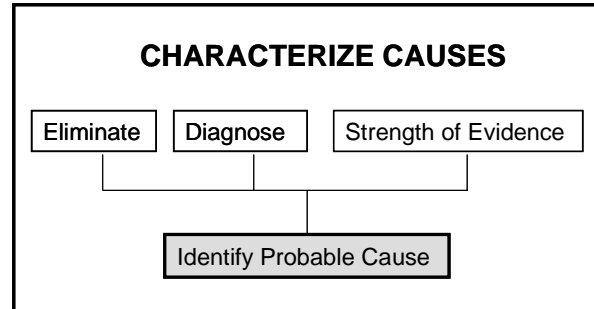 CHARACTERIZE CAUSES
Eliminate
Diagnose
Strength of Evidence
Identify Probable Cause